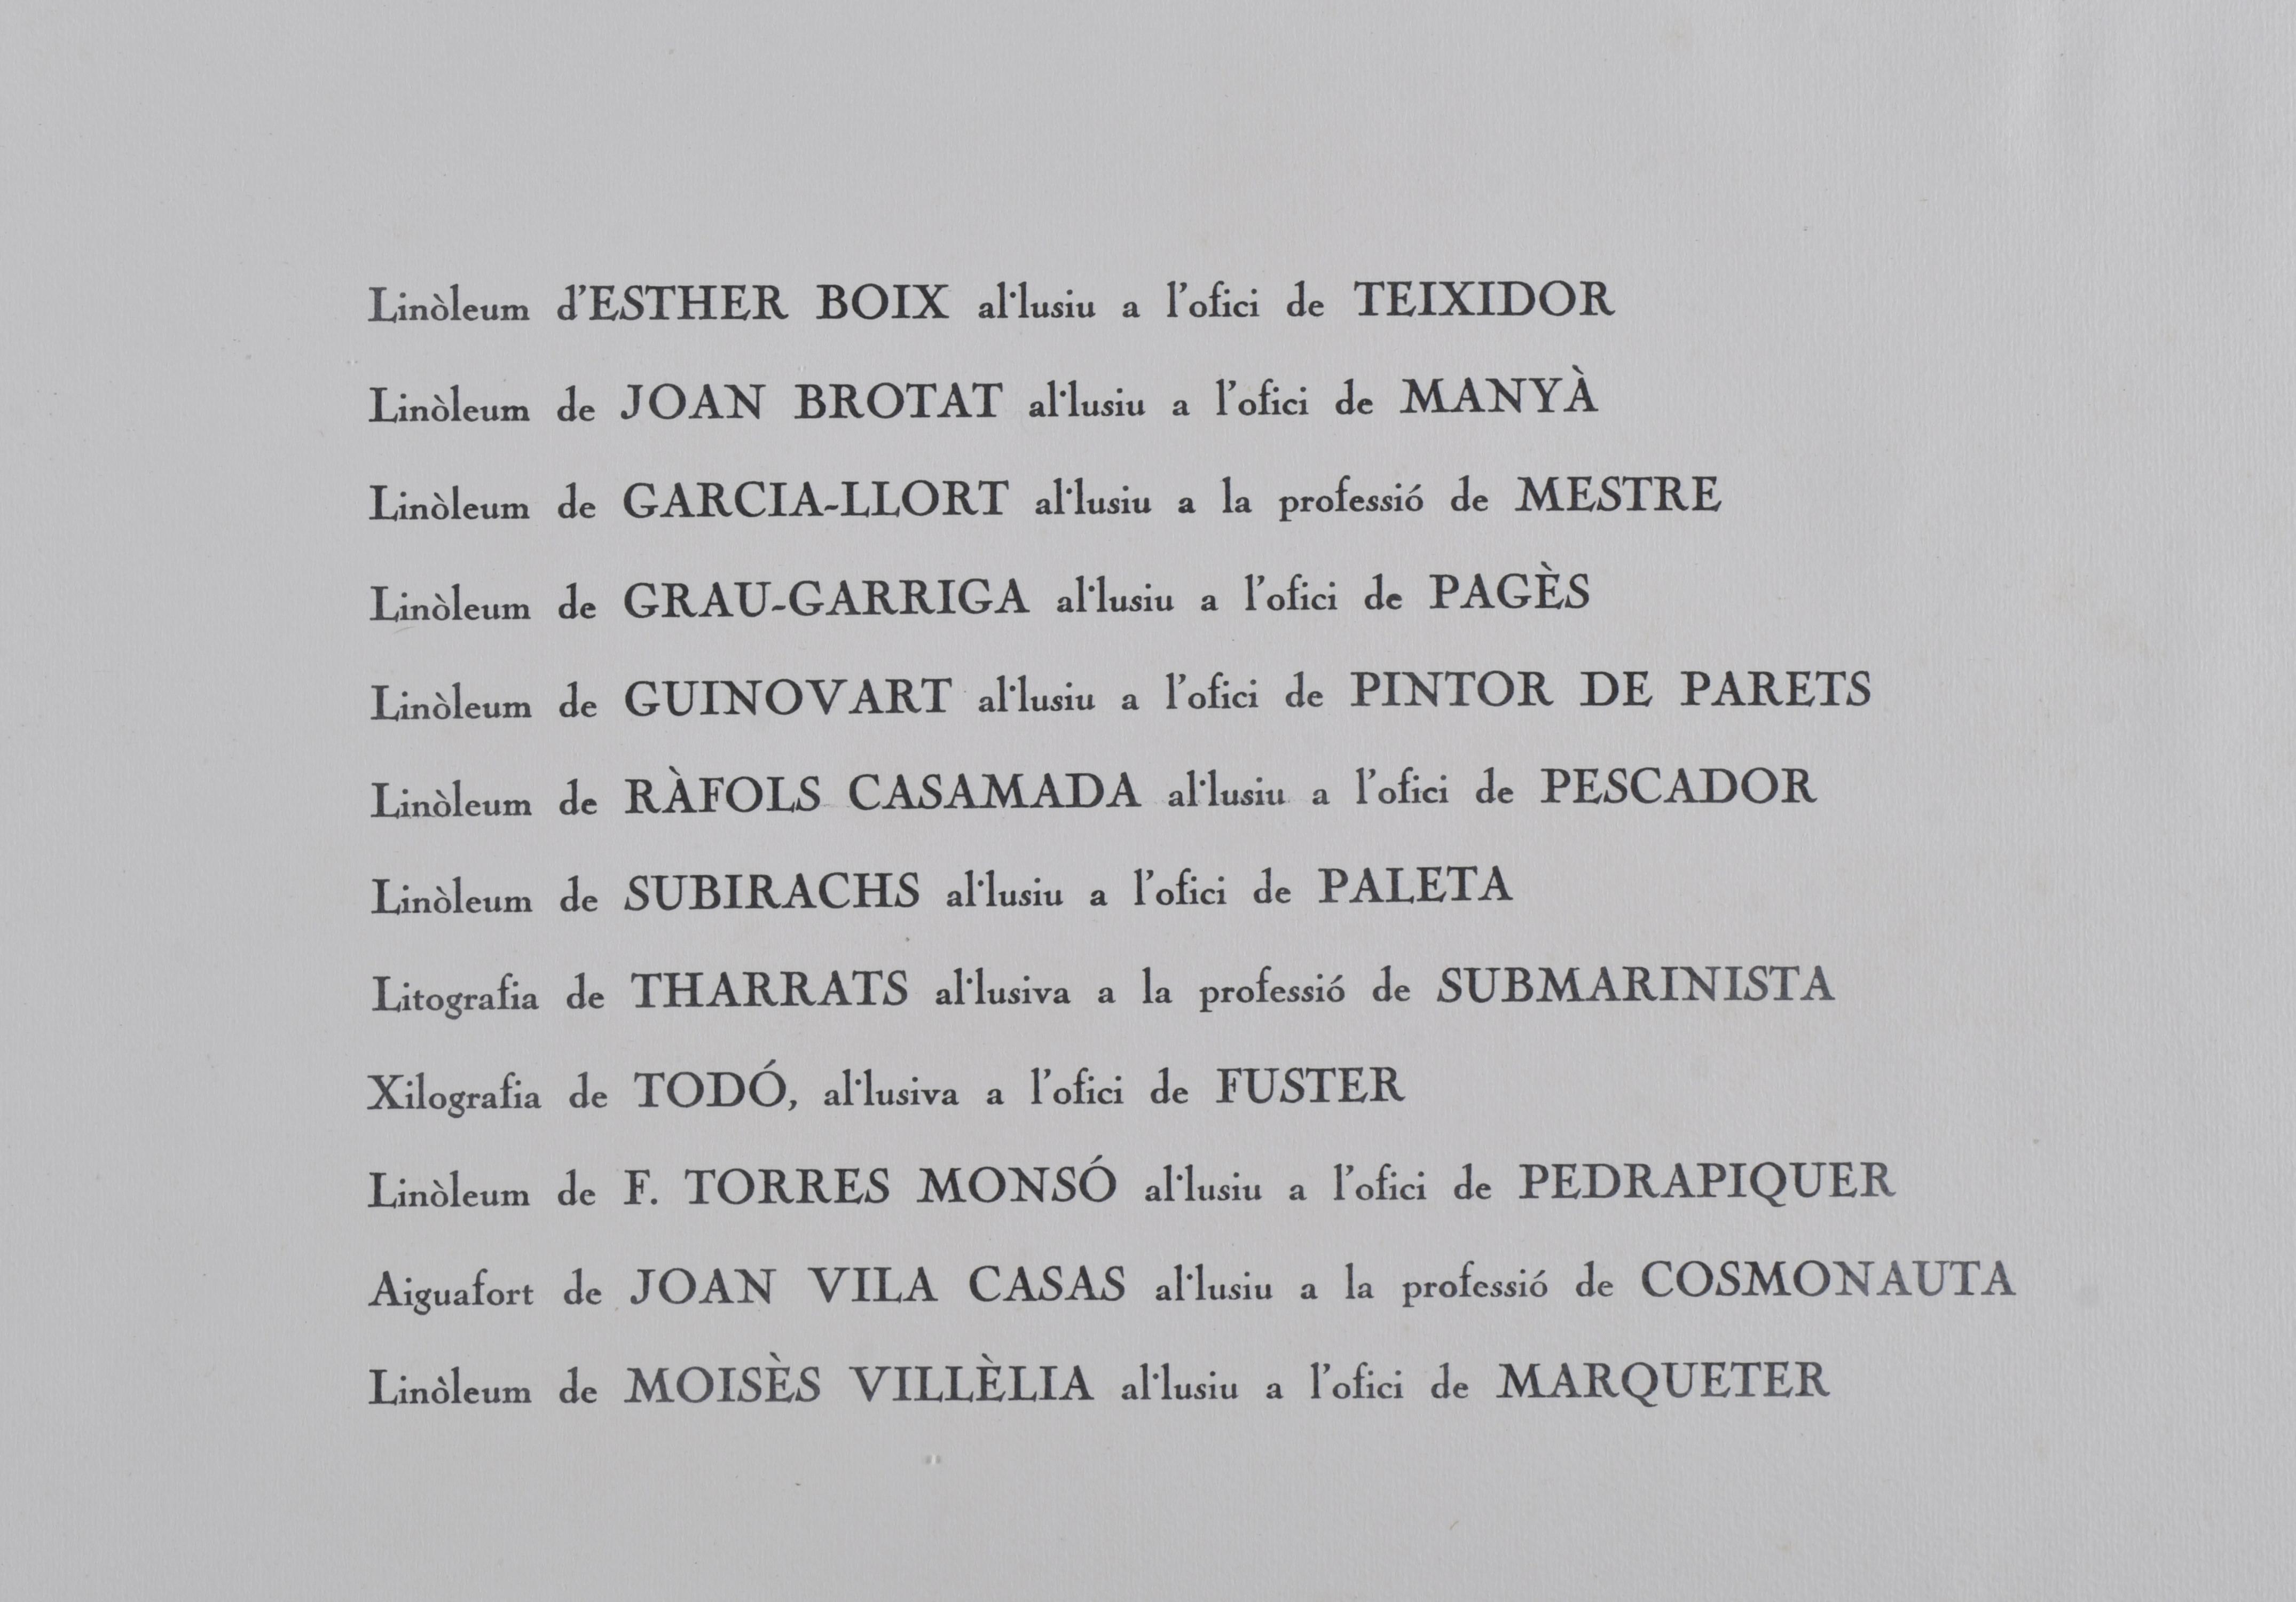 Linòleum d'ESTHER BOIX al·lusiu a l'ofici de TEIXIDOR
Linòleum de JOAN BROTAT al·lusiu a l'ofici de MANYÀ
Linòleum de GARCIA-LLORT al·lusiu a la professió de MESTRE
Linòleum de GRAU-GARRIGA al·lusiu a l'ofici de PAGÈS
Linòleum de GUINOVART al·lusiu a l'ofici de PINTOR DE PARETS
Linòleum de RÀFOLS CASAMADA al·lusiu a l'ofici de PESCADOR
Linòleum de SUBIRACHS al·lusiu a l'ofici de PALETA
Litografia de THARRATS al·lusiva a la professió de SUBMARINISTA
Xilografia de TODÓ, al·lusiva a l'ofici de FUSTER
Linòleum de F. TORRES MONSÓ al·lusiu a l'ofici de PEDRAPIQUER
Aiguafort de JOAN VILA CASAS al·lusiu a la professió de COSMONAUTA
Linòleum de MOISÈS VILLÈLIA al·lusiu a l'ofici de MARQUETER